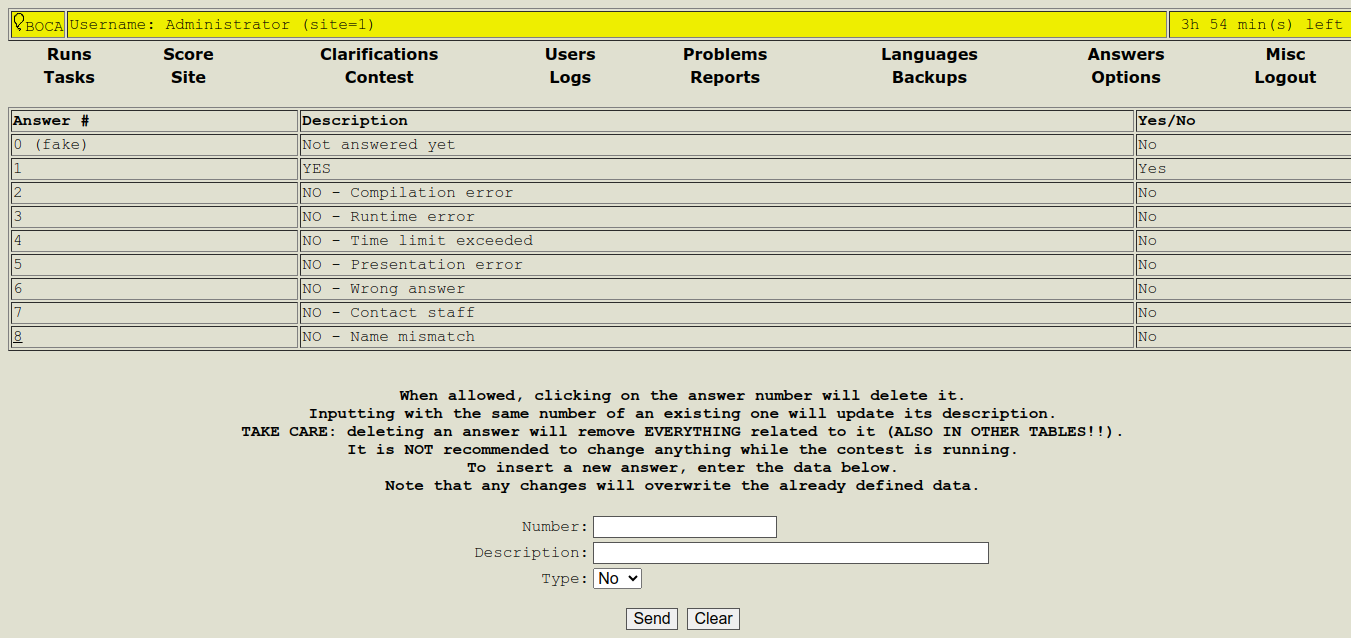 BOCA Username: Administrator (site=1) 3h 54 min(s) left
Runs Score Clarifications Users Problems Languages Answers Misc
Tasks Site Contest Logs Reports Backups Options Logout
Answer # Description Yes/No
0 (fake) Not answered yet No
1 YES Yes
2 NO - Compilation error No
3 NO - Runtime error No
4 NO - Time limit exceeded No
5 NO - Presentation error No
6 NO - Wrong answer No
7 NO - Contact staff No
8 NO - Name mismatch No
When allowed, clicking on the answer number will delete it.
Inputting with the same number of an existing one will update its description.
TAKE CARE: deleting an answer will remove EVERYTHING related to it (ALSO IN OTHER TABLES!!).
It is NOT recommended to change anything while the contest is running.
To insert a new answer, enter the data below.
Note that any changes will overwrite the already defined data.
Number:
Description:
Type: No
Send Clear